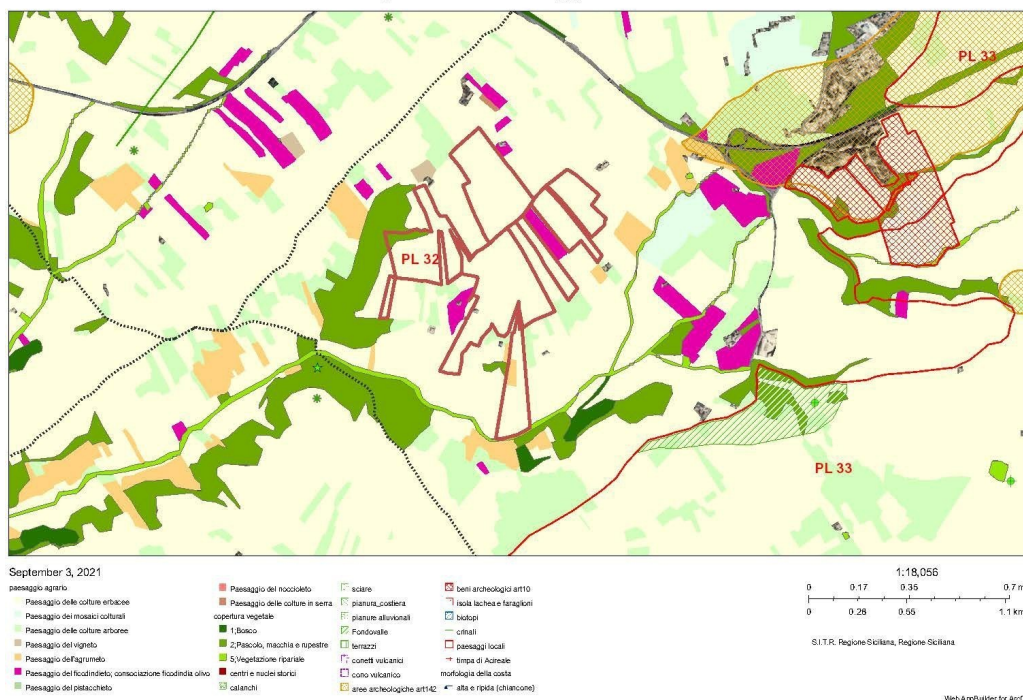 PL 33
PL 32
PL 33
September 3, 2021
paesaggio agrario
Paesaggio delle colture erbacee
Paesaggio dei mosaici colturali
Paesaggio delle colture arboree
Paesaggio del vigneto
Paesaggio dell'agrumeto
Paesaggio del ficodindieto; consociazione ficodindia olivo
Paesaggio del pistacchieto
Paesaggio del noccioleto
Paesaggio delle colture in serra
copertura vegetale
1;Bosco
2;Pascolo, macchia e rupestre
5;Vegetazione ripariale
centri e nuclei storici
calanchi
sciare
pianura_costiera
pianure alluvionali
Fondovalle
terrazzi
conetti vulcanici
cono vulcanico
aree archeologiche art142
beni archeologici art10
isola lachea e faraglioni
biotopi
crinali
paesaggi locali
timpa di Acireale
morfologia della costa
alta e ripida (chiancone)
1:18,056
0 0.17 0.35 0.7 m
0 0.28 0.55 1.1 km
S.I.T.R. Regione Siciliana, Regione Siciliana
Web AppBuilder for ArcG